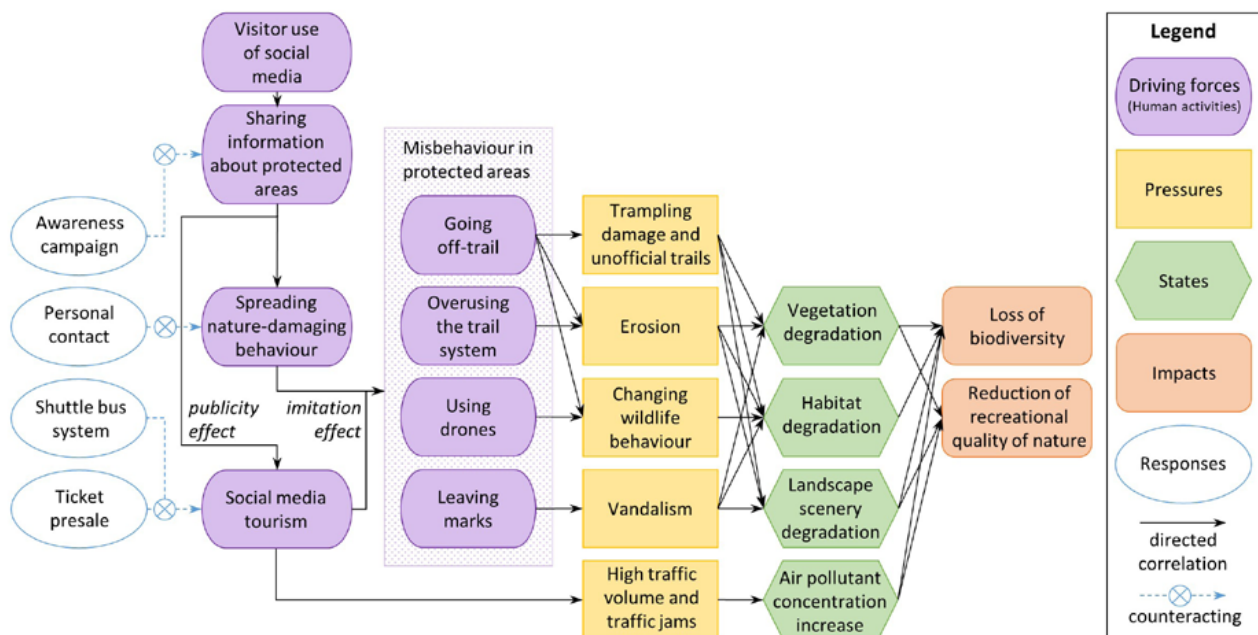 Visitor use
of social
media
Sharing
information
about protected
areas
Awareness
campaign
Personal
contact
Shuttle bus
system
Ticket
presale
Spreading
nature-damaging
behaviour
publicity
effect
imitation
effect
Social media
tourism
Misbehaviour in
protected areas
Going
off-trail
Overusing
the trail
system
Using
drones
Leaving
marks
Trampling
damage and
unofficial trails
Erosion
Changing
wildlife
behaviour
Vandalism
High traffic
volume and
traffic jams
Vegetation
degradation
Habitat
degradation
Landscape
scenery
degradation
Air pollutant
concentration
increase
Loss of
biodiversity
Reduction of
recreational
quality of nature
Legend
Driving forces
(Human activities)
Pressures
States
Impacts
Responses
directed
correlation
counteracting